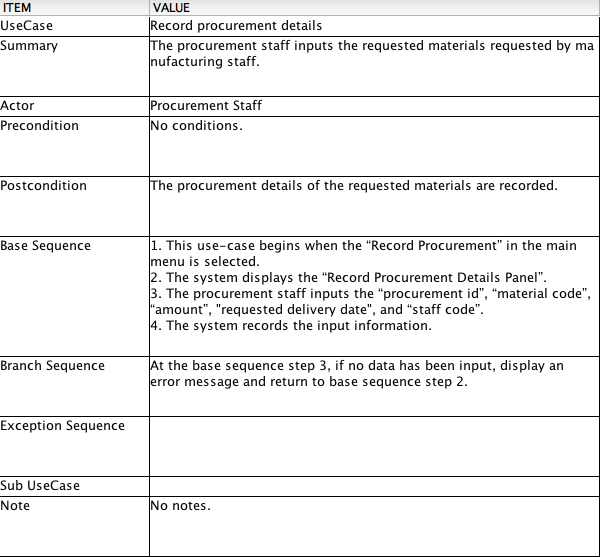 ITEM VALUE
UseCase Record procurement details
Summary The procurement staff inputs the requested materials requested by ma
nufacturing staff.
Actor Procurement Staff
Precondition No conditions.
Postcondition The procurement details of the requested materials are recorded.
Base Sequence 1. This use-case begins when the “Record Procurement” in the main
menu is selected.
2. The system displays the “Record Procurement Details Panel”.
3. The procurement staff inputs the “procurement id”, “material code”,
“amount”, "requested delivery date", and “staff code”.
4. The system records the input information.
Branch Sequence At the base sequence step 3, if no data has been input, display an
error message and return to base sequence step 2.
Exception Sequence
Sub UseCase
Note No notes.